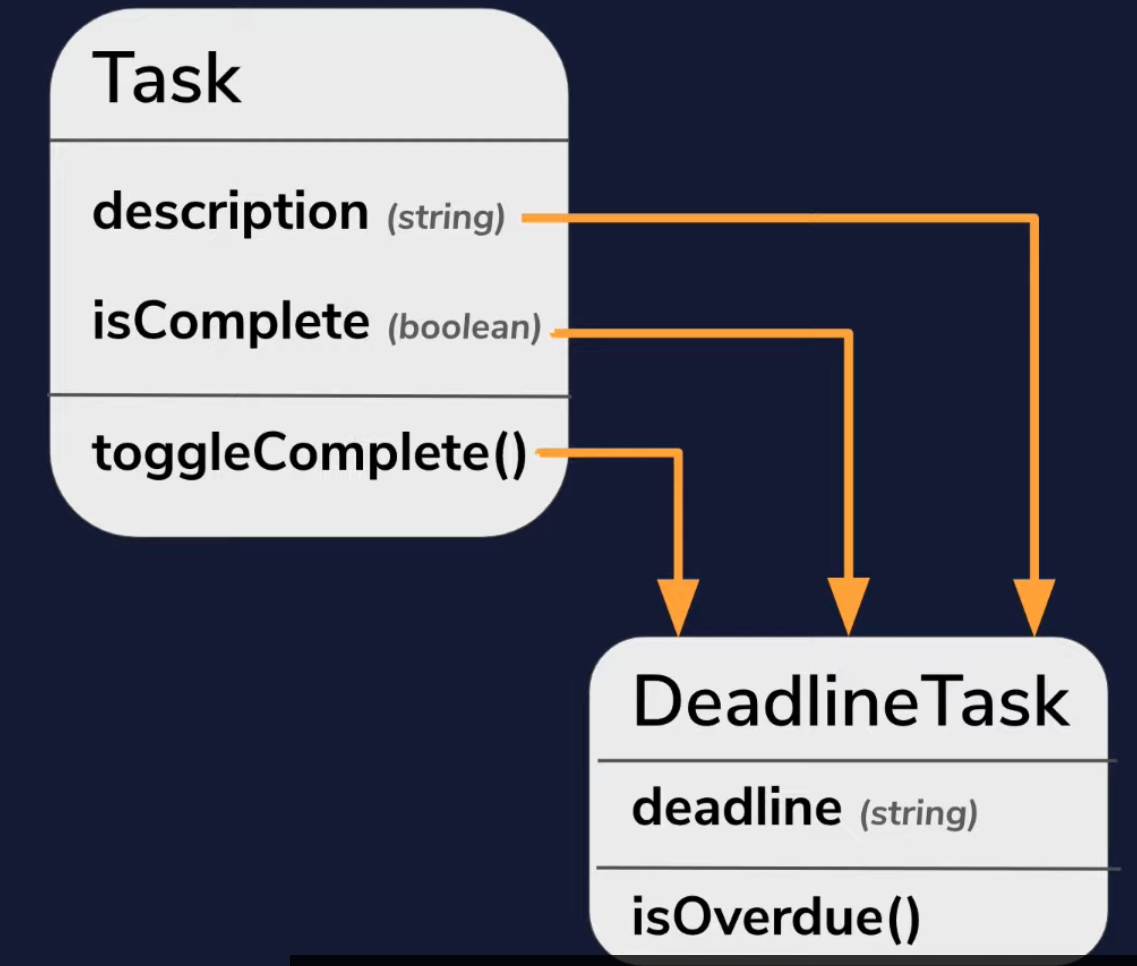 Task
description (string)
isComplete (boolean)
toggleComplete()
DeadlineTask
deadline (string)
isOverdue()